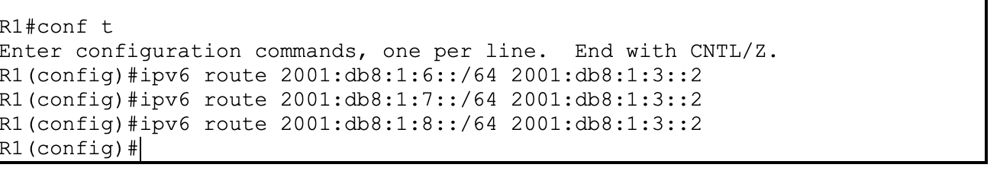 R1#conf t
Enter configuration commands, one per line.  End with CNTL/Z.
R1(config)#ipv6 route 2001:db8:1:6::/64 2001:db8:1:3::2
R1(config)#ipv6 route 2001:db8:1:7::/64 2001:db8:1:3::2
R1(config)#ipv6 route 2001:db8:1:8::/64 2001:db8:1:3::2
R1(config)#